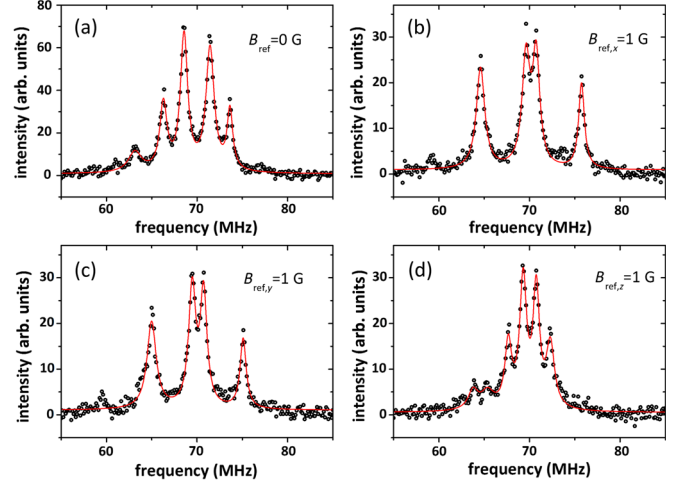 (a)
B_ref=0 G
80
60
40
20
0
intensity (arb. units)
60 70 80
frequency (MHz)
(b)
B_ref,x=1 G
30
20
10
0
intensity (arb. units)
60 70 80
frequency (MHz)
(c)
B_ref,y=1 G
30
20
10
0
intensity (arb. units)
60 70 80
frequency (MHz)
(d)
B_ref,z=1 G
30
20
10
0
intensity (arb. units)
60 70 80
frequency (MHz)